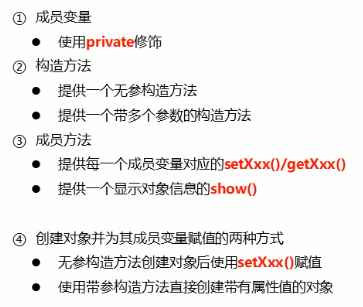 ① 成员变量
● 使用private修饰
② 构造方法
● 提供一个无参构造方法
● 提供一个带多个参数的构造方法
③ 成员方法
● 提供每一个成员变量对应的setXxx()/getXxx()
● 提供一个显示对象信息的show()
④ 创建对象并为其成员变量赋值的两种方式
● 无参构造方法创建对象后使用setXxx()赋值
● 使用带参构造方法直接创建带有属性值的对象